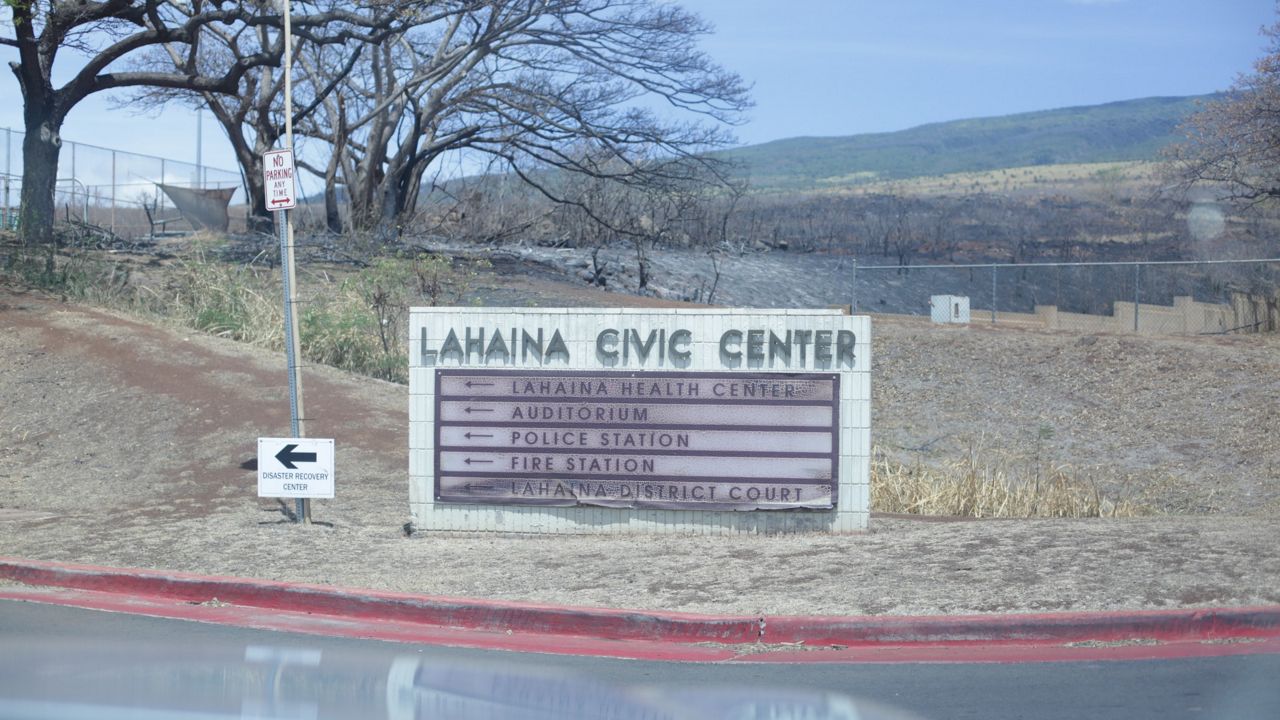 NO
PARKING
ANY
TIME
LAHAINA CIVIC CENTER
LAHAINA HEALTH CENTER
AUDITORIUM
POLICE STATION
FIRE STATION
LAHAINA DISTRICT COURT
DISASTER RECOVERY
CENTER